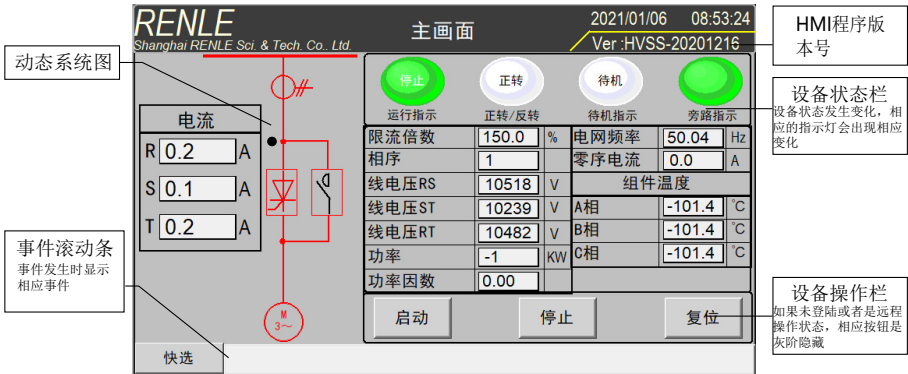 RENLE
Shanghai RENLE Sci. & Tech. Co.. Ltd.
主画面
2021/01/06 08:53:24
Ver :HVSS-20201216
HMI程序版
本号
动态系统图
设备状态栏
设备状态发生变化，相
应的指示灯会出现相应
变化
停止
正转
待机
运行指示
正转/反转
待机指示
旁路指示
电流
R 0.2 A
S 0.1 A
T 0.2 A
限流倍数 150.0 %
相序 1
线电压RS 10518 V
线电压ST 10239 V
线电压RT 10482 V
功率 -1 KW
功率因数 0.00
电网频率 50.04 Hz
零序电流 0.0 A
组件温度
A相 -101.4 ℃
B相 -101.4 ℃
C相 -101.4 ℃
事件滚动条
事件发生时显示
相应事件
M
3～
启动
停止
复位
设备操作栏
如果未登陆或者是远程
操作状态，相应按钮是
灰阶隐藏
快选